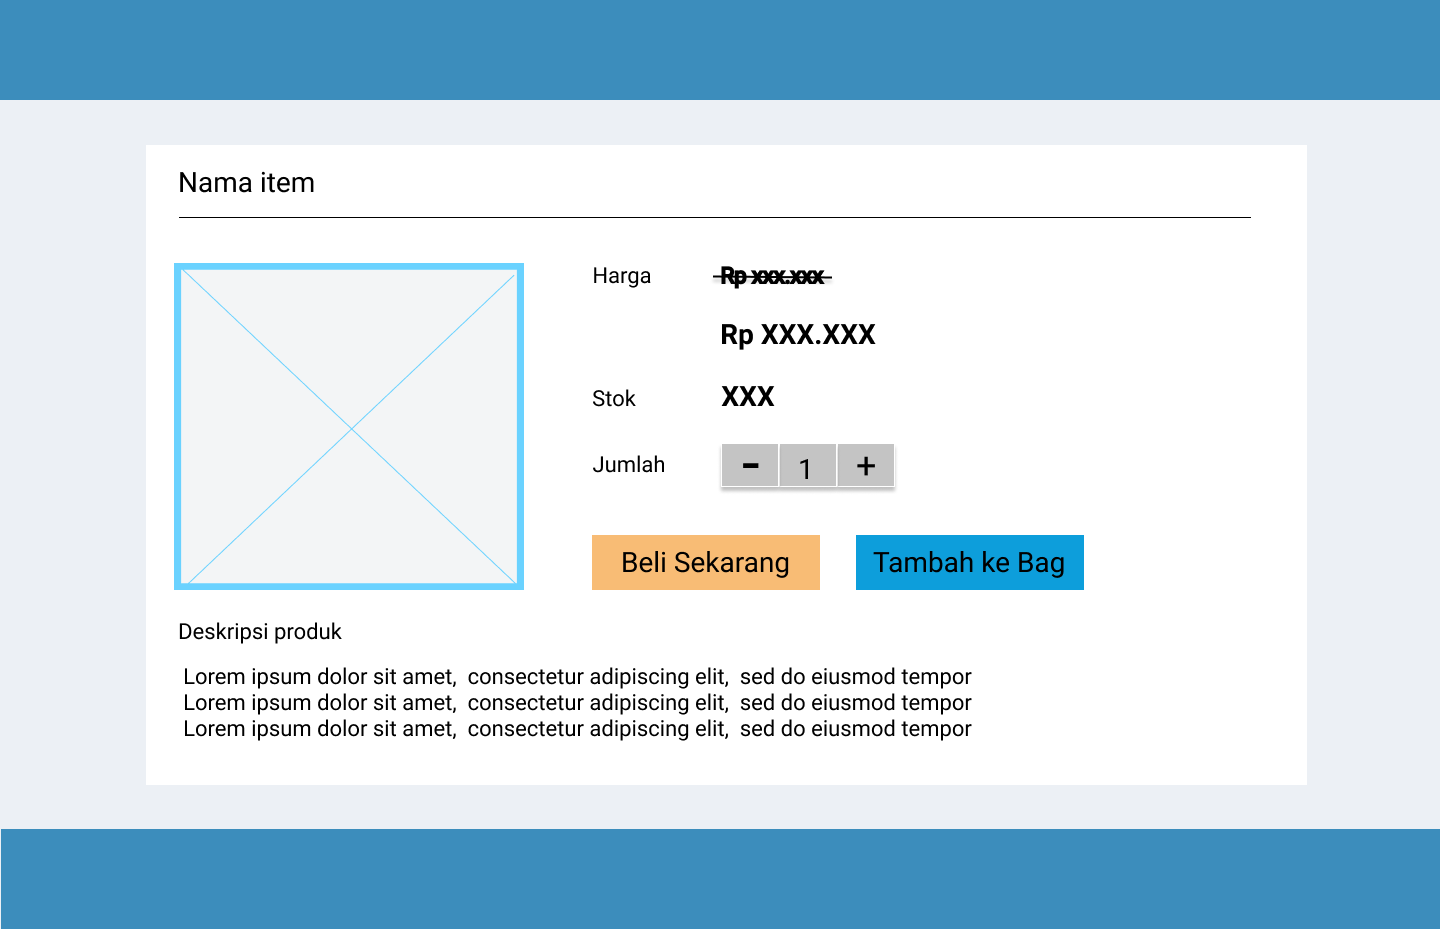 Nama item
Harga Rp xxx.xxx
Rp XXX.XXX
Stok XXX
Jumlah - 1 +
Beli Sekarang Tambah ke Bag
Deskripsi produk
Lorem ipsum dolor sit amet, consectetur adipiscing elit, sed do eiusmod tempor
Lorem ipsum dolor sit amet, consectetur adipiscing elit, sed do eiusmod tempor
Lorem ipsum dolor sit amet, consectetur adipiscing elit, sed do eiusmod tempor